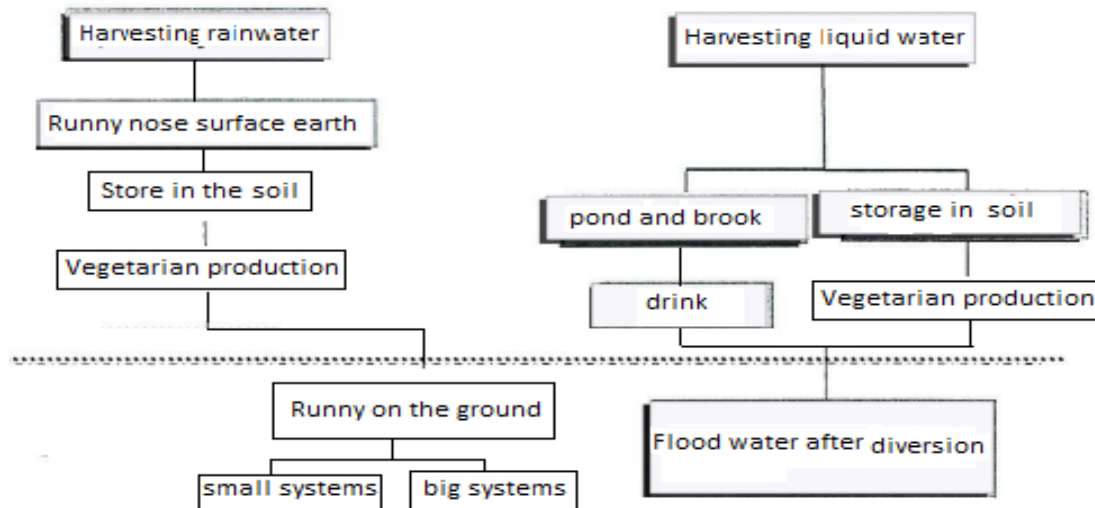 Harvesting rainwater
Harvesting liquid water
Runny nose surface earth
Store in the soil
pond and brook
storage in soil
Vegetarian production
drink
Vegetarian production
Runny on the ground
Flood water after diversion
small systems
big systems